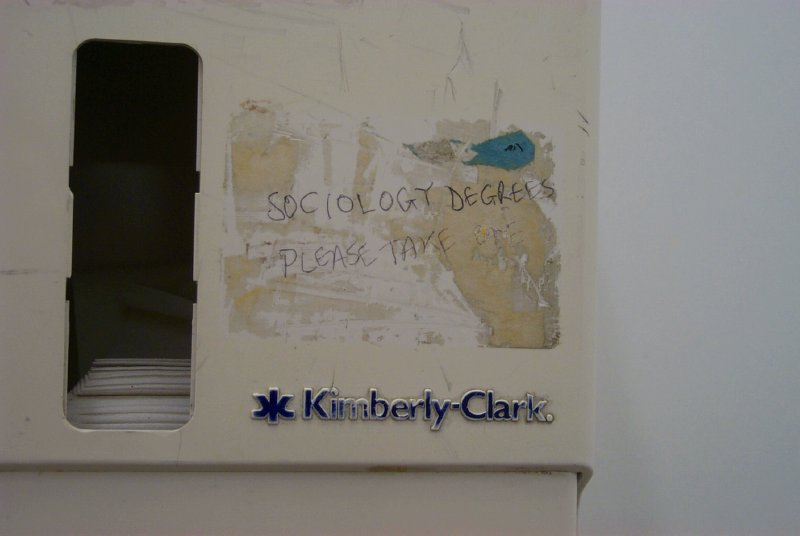 SOCIOLOGY DEGREES
PLEASE TAKE ONE
Kimberly-Clark.